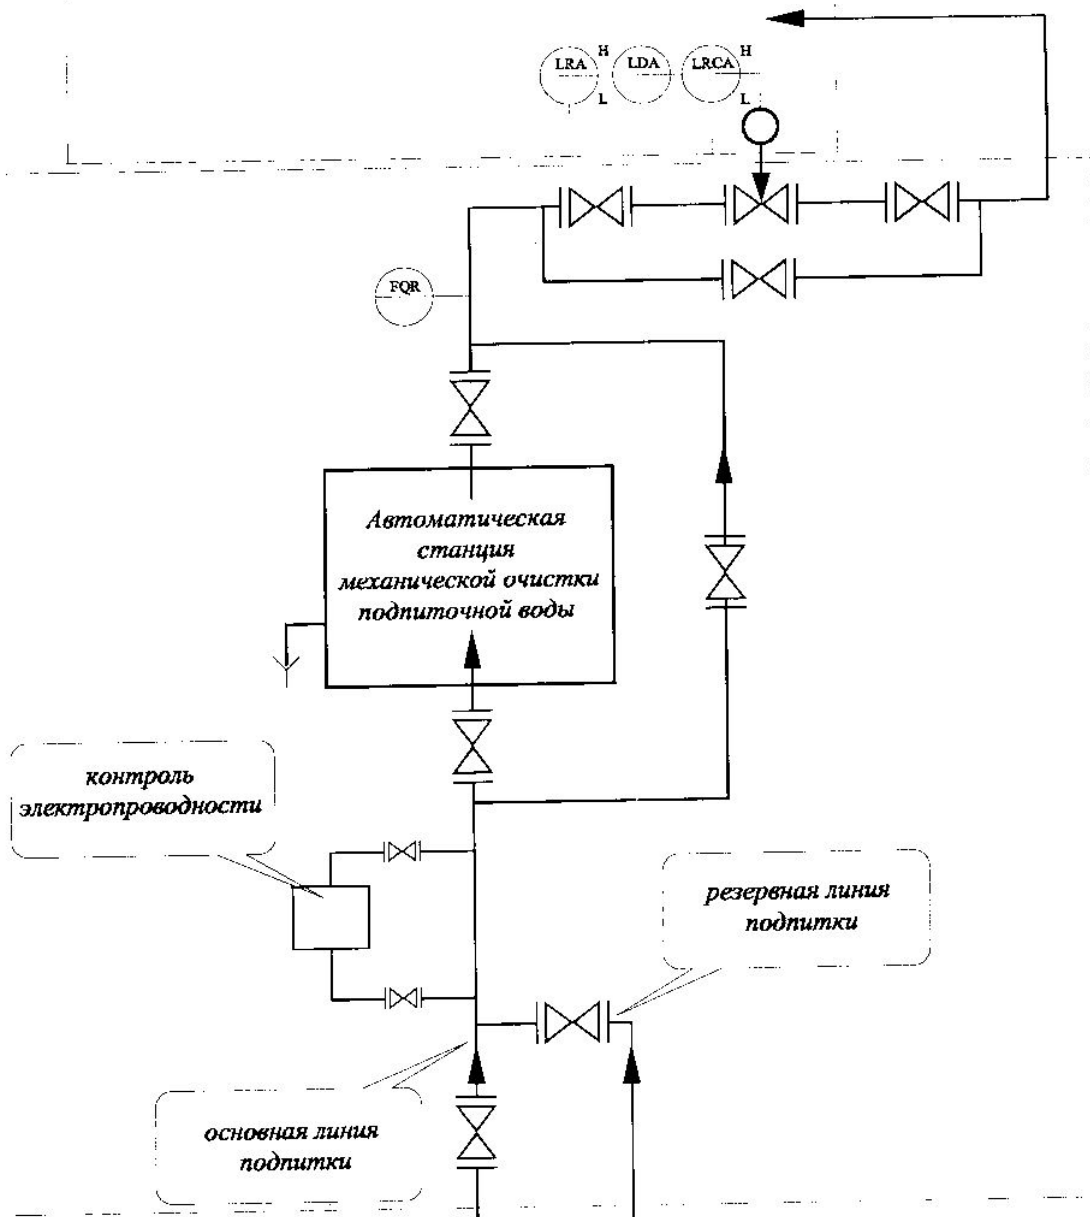 H
LRA
LDA
LRCA
H
L
L
FQR
Автоматическая
станция
механической очистки
подпиточной воды
контроль
электропроводности
резервная линия
подпитки
основная линия
подпитки